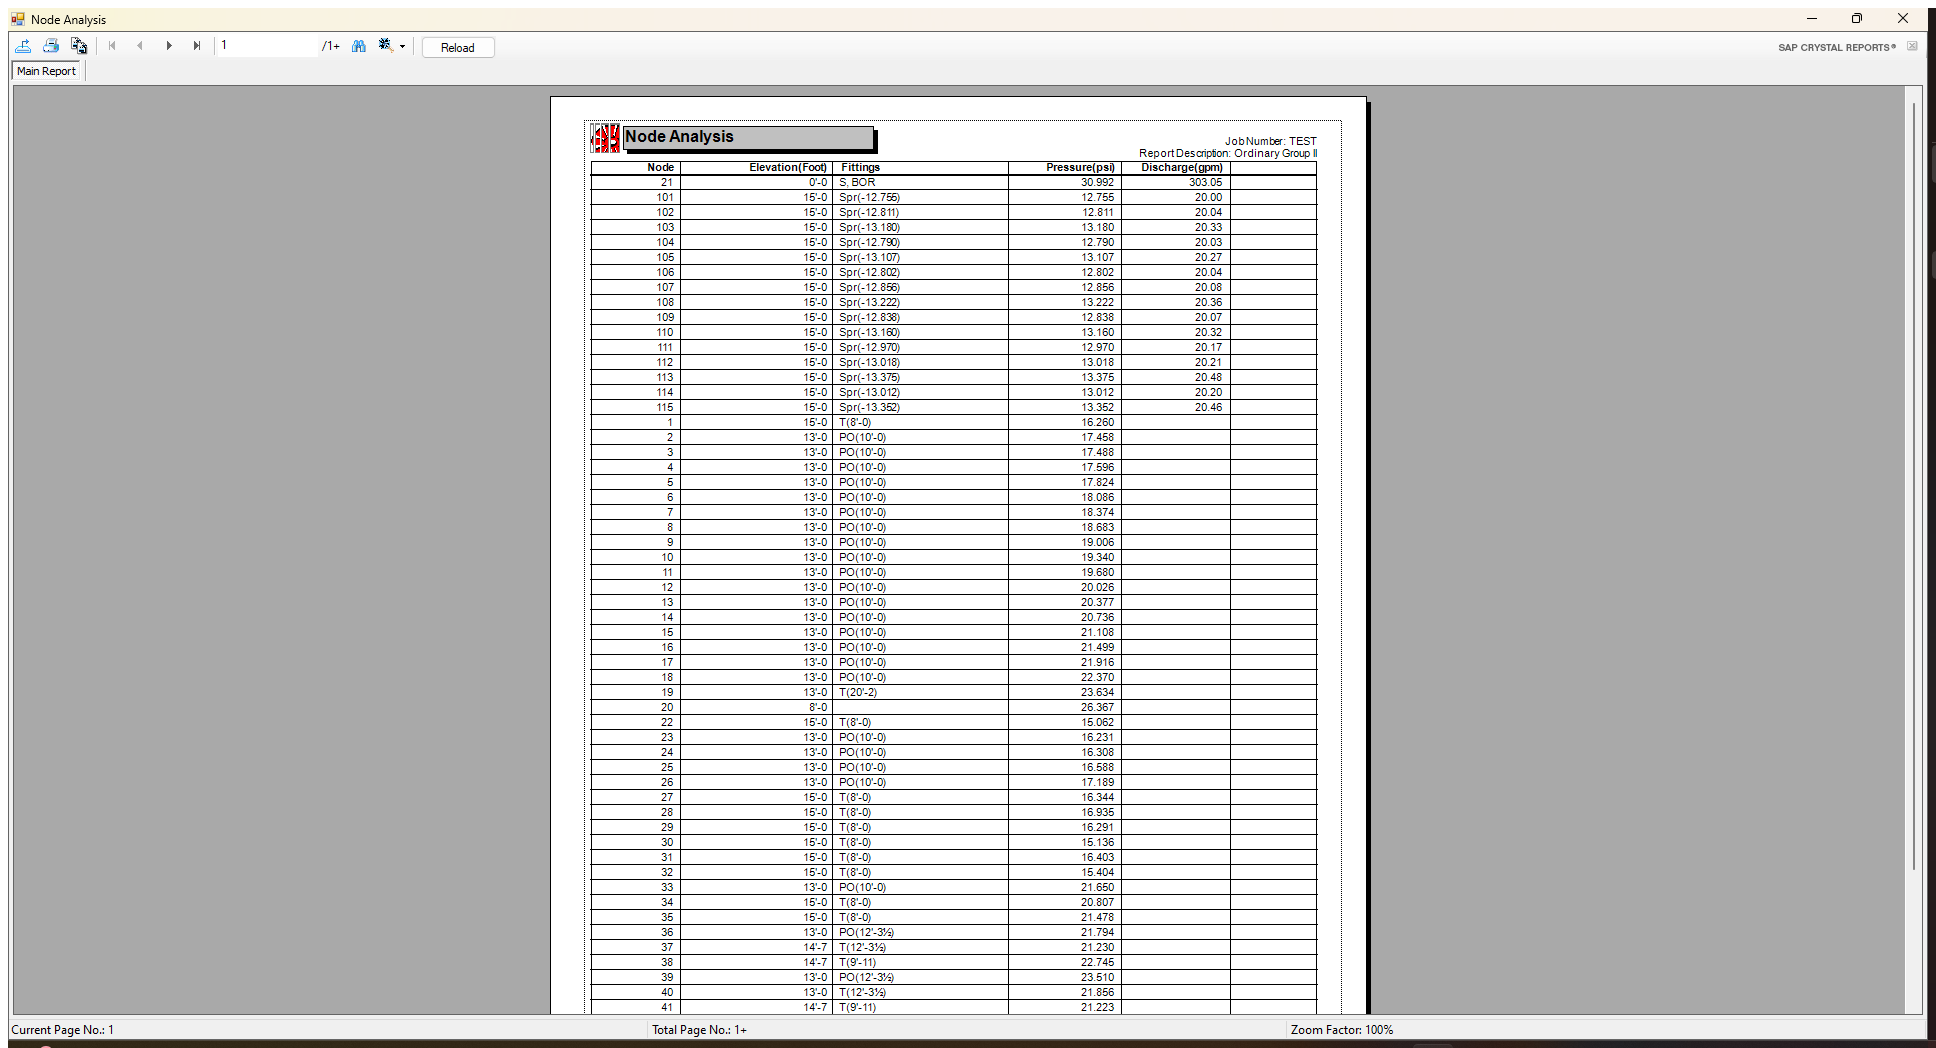 Node Analysis
1 /1+ Reload
SAP CRYSTAL REPORTS®
Main Report
Node Analysis
Job Number: TEST
Report Description: Ordinary Group II
Node Elevation(Foot) Fittings Pressure(psi) Discharge(gpm)
21 0'-0 S, BOR 30.992 303.05
101 15'-0 Spr(-12.755) 12.755 20.00
102 15'-0 Spr(-12.811) 12.811 20.04
103 15'-0 Spr(-13.180) 13.180 20.33
104 15'-0 Spr(-12.790) 12.790 20.03
105 15'-0 Spr(-13.107) 13.107 20.27
106 15'-0 Spr(-12.802) 12.802 20.04
107 15'-0 Spr(-12.856) 12.856 20.08
108 15'-0 Spr(-13.222) 13.222 20.36
109 15'-0 Spr(-12.838) 12.838 20.07
110 15'-0 Spr(-13.160) 13.160 20.32
111 15'-0 Spr(-12.970) 12.970 20.17
112 15'-0 Spr(-13.018) 13.018 20.21
113 15'-0 Spr(-13.375) 13.375 20.48
114 15'-0 Spr(-13.012) 13.012 20.20
115 15'-0 Spr(-13.352) 13.352 20.46
1 15'-0 T(8'-0) 16.260
2 13'-0 PO(10'-0) 17.458
3 13'-0 PO(10'-0) 17.488
4 13'-0 PO(10'-0) 17.596
5 13'-0 PO(10'-0) 17.824
6 13'-0 PO(10'-0) 18.086
7 13'-0 PO(10'-0) 18.374
8 13'-0 PO(10'-0) 18.683
9 13'-0 PO(10'-0) 19.006
10 13'-0 PO(10'-0) 19.340
11 13'-0 PO(10'-0) 19.680
12 13'-0 PO(10'-0) 20.026
13 13'-0 PO(10'-0) 20.377
14 13'-0 PO(10'-0) 20.736
15 13'-0 PO(10'-0) 21.108
16 13'-0 PO(10'-0) 21.499
17 13'-0 PO(10'-0) 21.916
18 13'-0 PO(10'-0) 22.370
19 13'-0 T(20'-2) 23.634
20 8'-0 26.367
22 15'-0 T(8'-0) 15.062
23 13'-0 PO(10'-0) 16.231
24 13'-0 PO(10'-0) 16.308
25 13'-0 PO(10'-0) 16.588
26 13'-0 PO(10'-0) 17.189
27 15'-0 T(8'-0) 16.344
28 15'-0 T(8'-0) 16.935
29 15'-0 T(8'-0) 16.291
30 15'-0 T(8'-0) 15.136
31 15'-0 T(8'-0) 16.403
32 15'-0 T(8'-0) 15.404
33 13'-0 PO(10'-0) 21.650
34 15'-0 T(8'-0) 20.807
35 15'-0 T(8'-0) 21.478
36 13'-0 PO(12'-3½) 21.794
37 14'-7 T(12'-3½) 21.230
38 14'-7 T(9'-11) 22.745
39 13'-0 PO(12'-3½) 23.510
40 13'-0 T(12'-3½) 21.856
41 14'-7 T(9'-11) 21.223
Current Page No.: 1 Total Page No.: 1+ Zoom Factor: 100%